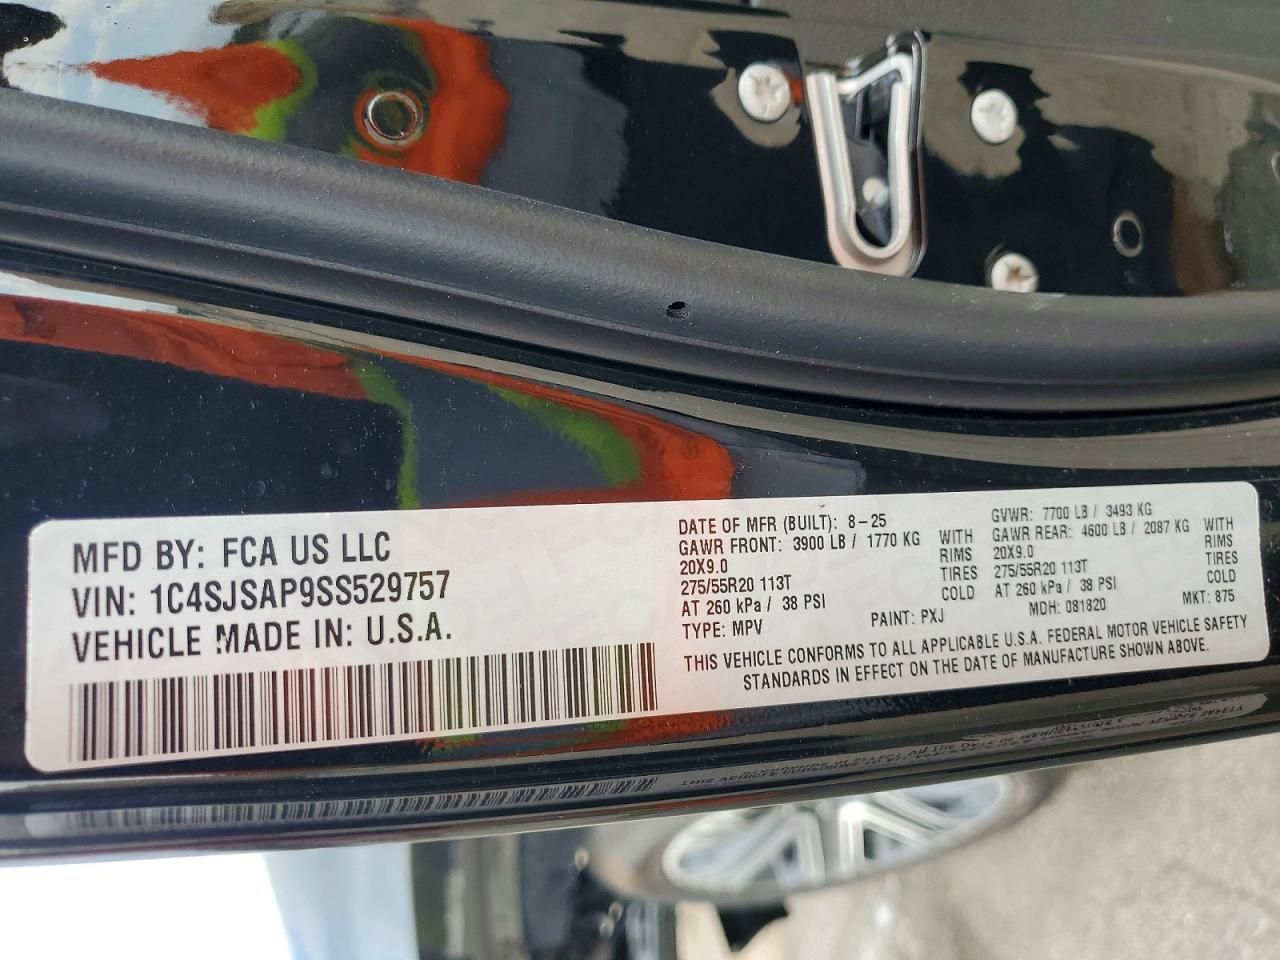 MFD BY: FCA US LLC
VIN: 1C4SJSAP9SS529757
VEHICLE MADE IN: U.S.A.
DATE OF MFR (BUILT): 8-25
GAWR FRONT: 3900 LB / 1770 KG WITH
20X9.0 RIMS
275/55R20 113T TIRES
AT 260 kPa / 38 PSI COLD
TYPE: MPV
GVWR: 7700 LB / 3493 KG
GAWR REAR: 4600 LB / 2087 KG WITH
20X9.0 RIMS
275/55R20 113T TIRES
AT 260 kPa / 38 PSI COLD
PAINT: PXJ MDH: 081820 MKT: 875
THIS VEHICLE CONFORMS TO ALL APPLICABLE U.S.A. FEDERAL MOTOR VEHICLE SAFETY
STANDARDS IN EFFECT ON THE DATE OF MANUFACTURE SHOWN ABOVE.